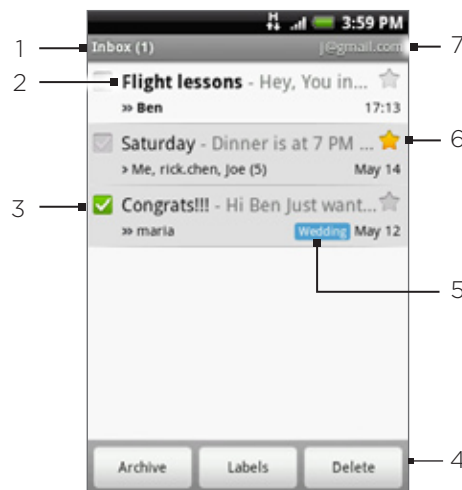 H 3:59 PM
1 Inbox (1) j@gmail.com 7
2 Flight lessons - Hey, You in...
» Ben 17:13
Saturday - Dinner is at 7 PM ... 6
› Me, rick.chen, Joe (5) May 14
3 Congrats!!! - Hi Ben Just want...
» maria Wedding May 12
5
Archive Labels Delete 4